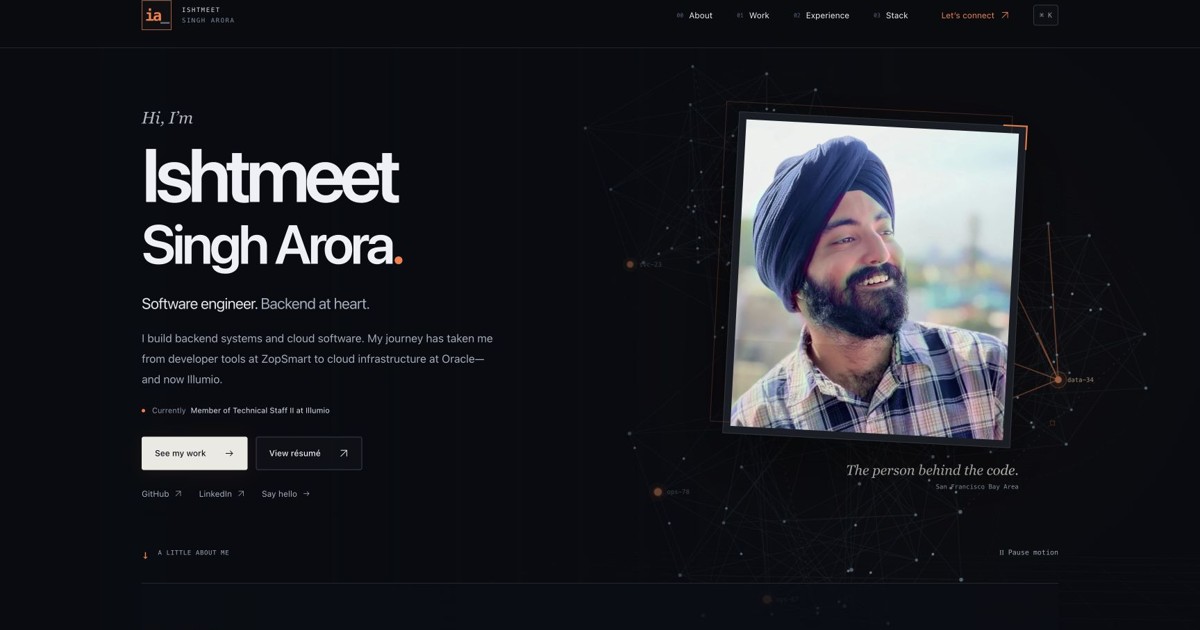 ia_
ISHTMEET
SINGH ARORA
00 About
01 Work
02 Experience
03 Stack
Let's connect ↗
⌘ K
Hi, I'm
Ishtmeet
Singh Arora.
Software engineer. Backend at heart.
I build backend systems and cloud software. My journey has taken me
from developer tools at ZopSmart to cloud infrastructure at Oracle—
and now Illumio.
Currently Member of Technical Staff II at Illumio
See my work →
View résumé ↗
GitHub ↗ LinkedIn ↗ Say hello →
data-34
The person behind the code.
San Francisco Bay Area
↓ A LITTLE ABOUT ME
Pause motion